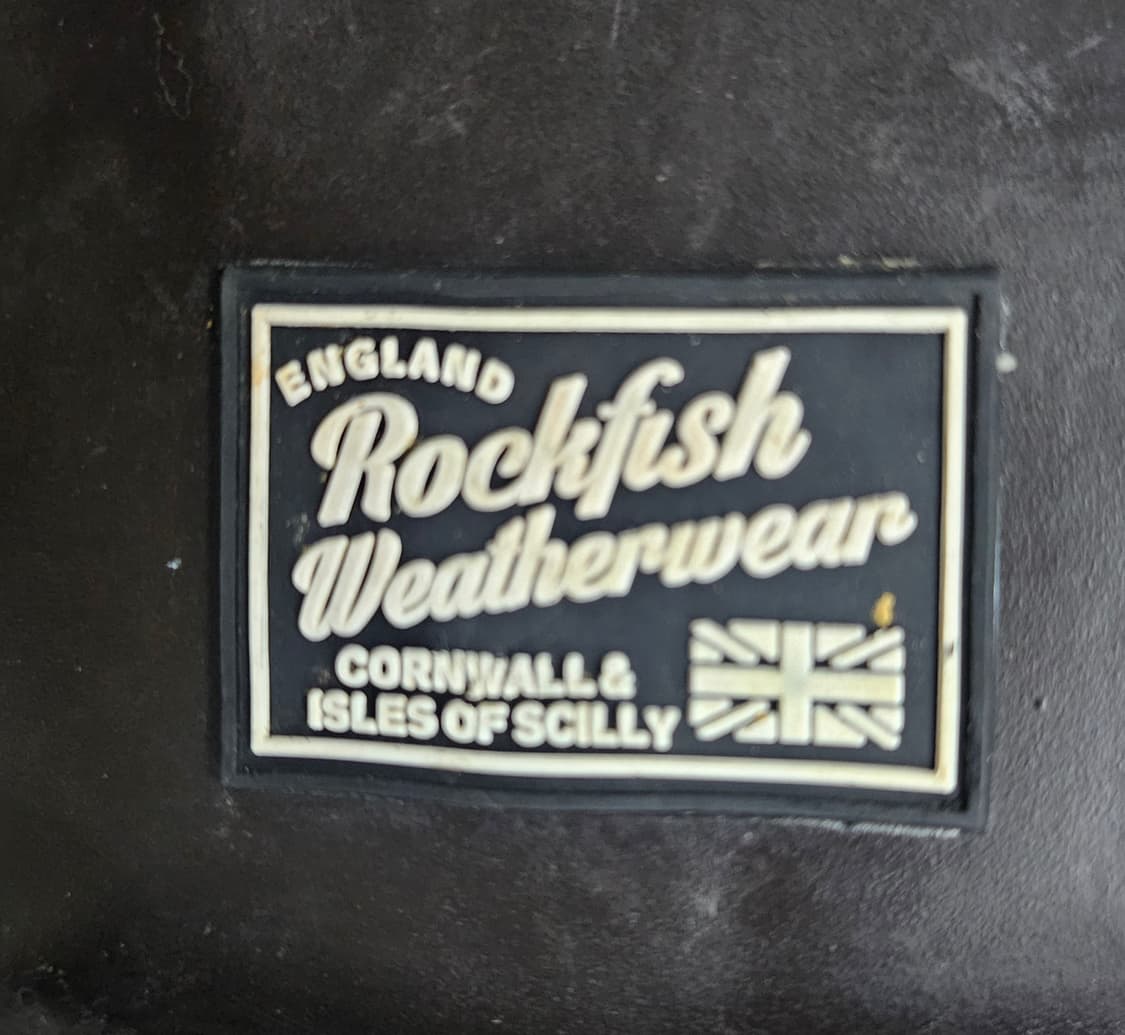 ENGLAND
Rockfish
Weatherwear
CORNWALL &
ISLES OF SCILLY